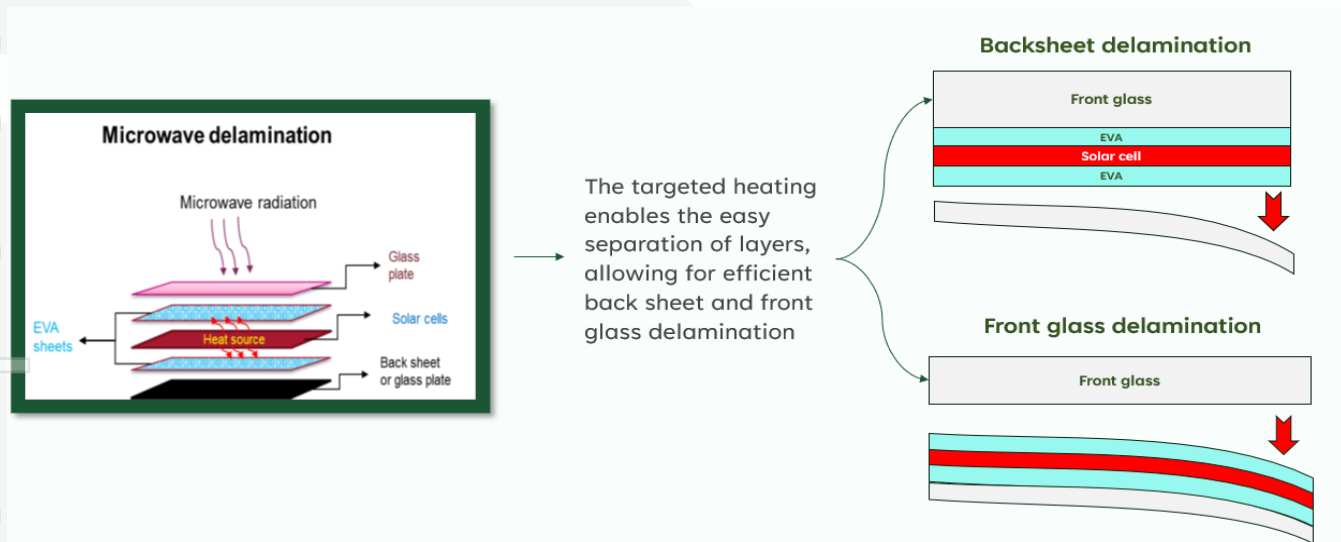 Microwave delamination
Microwave radiation
Glass
plate
EVA
sheets
Solar cells
Heat source
Back sheet
or glass plate
The targeted heating
enables the easy
separation of layers,
allowing for efficient
back sheet and front
glass delamination
Backsheet delamination
Front glass
EVA
Solar cell
EVA
Front glass delamination
Front glass